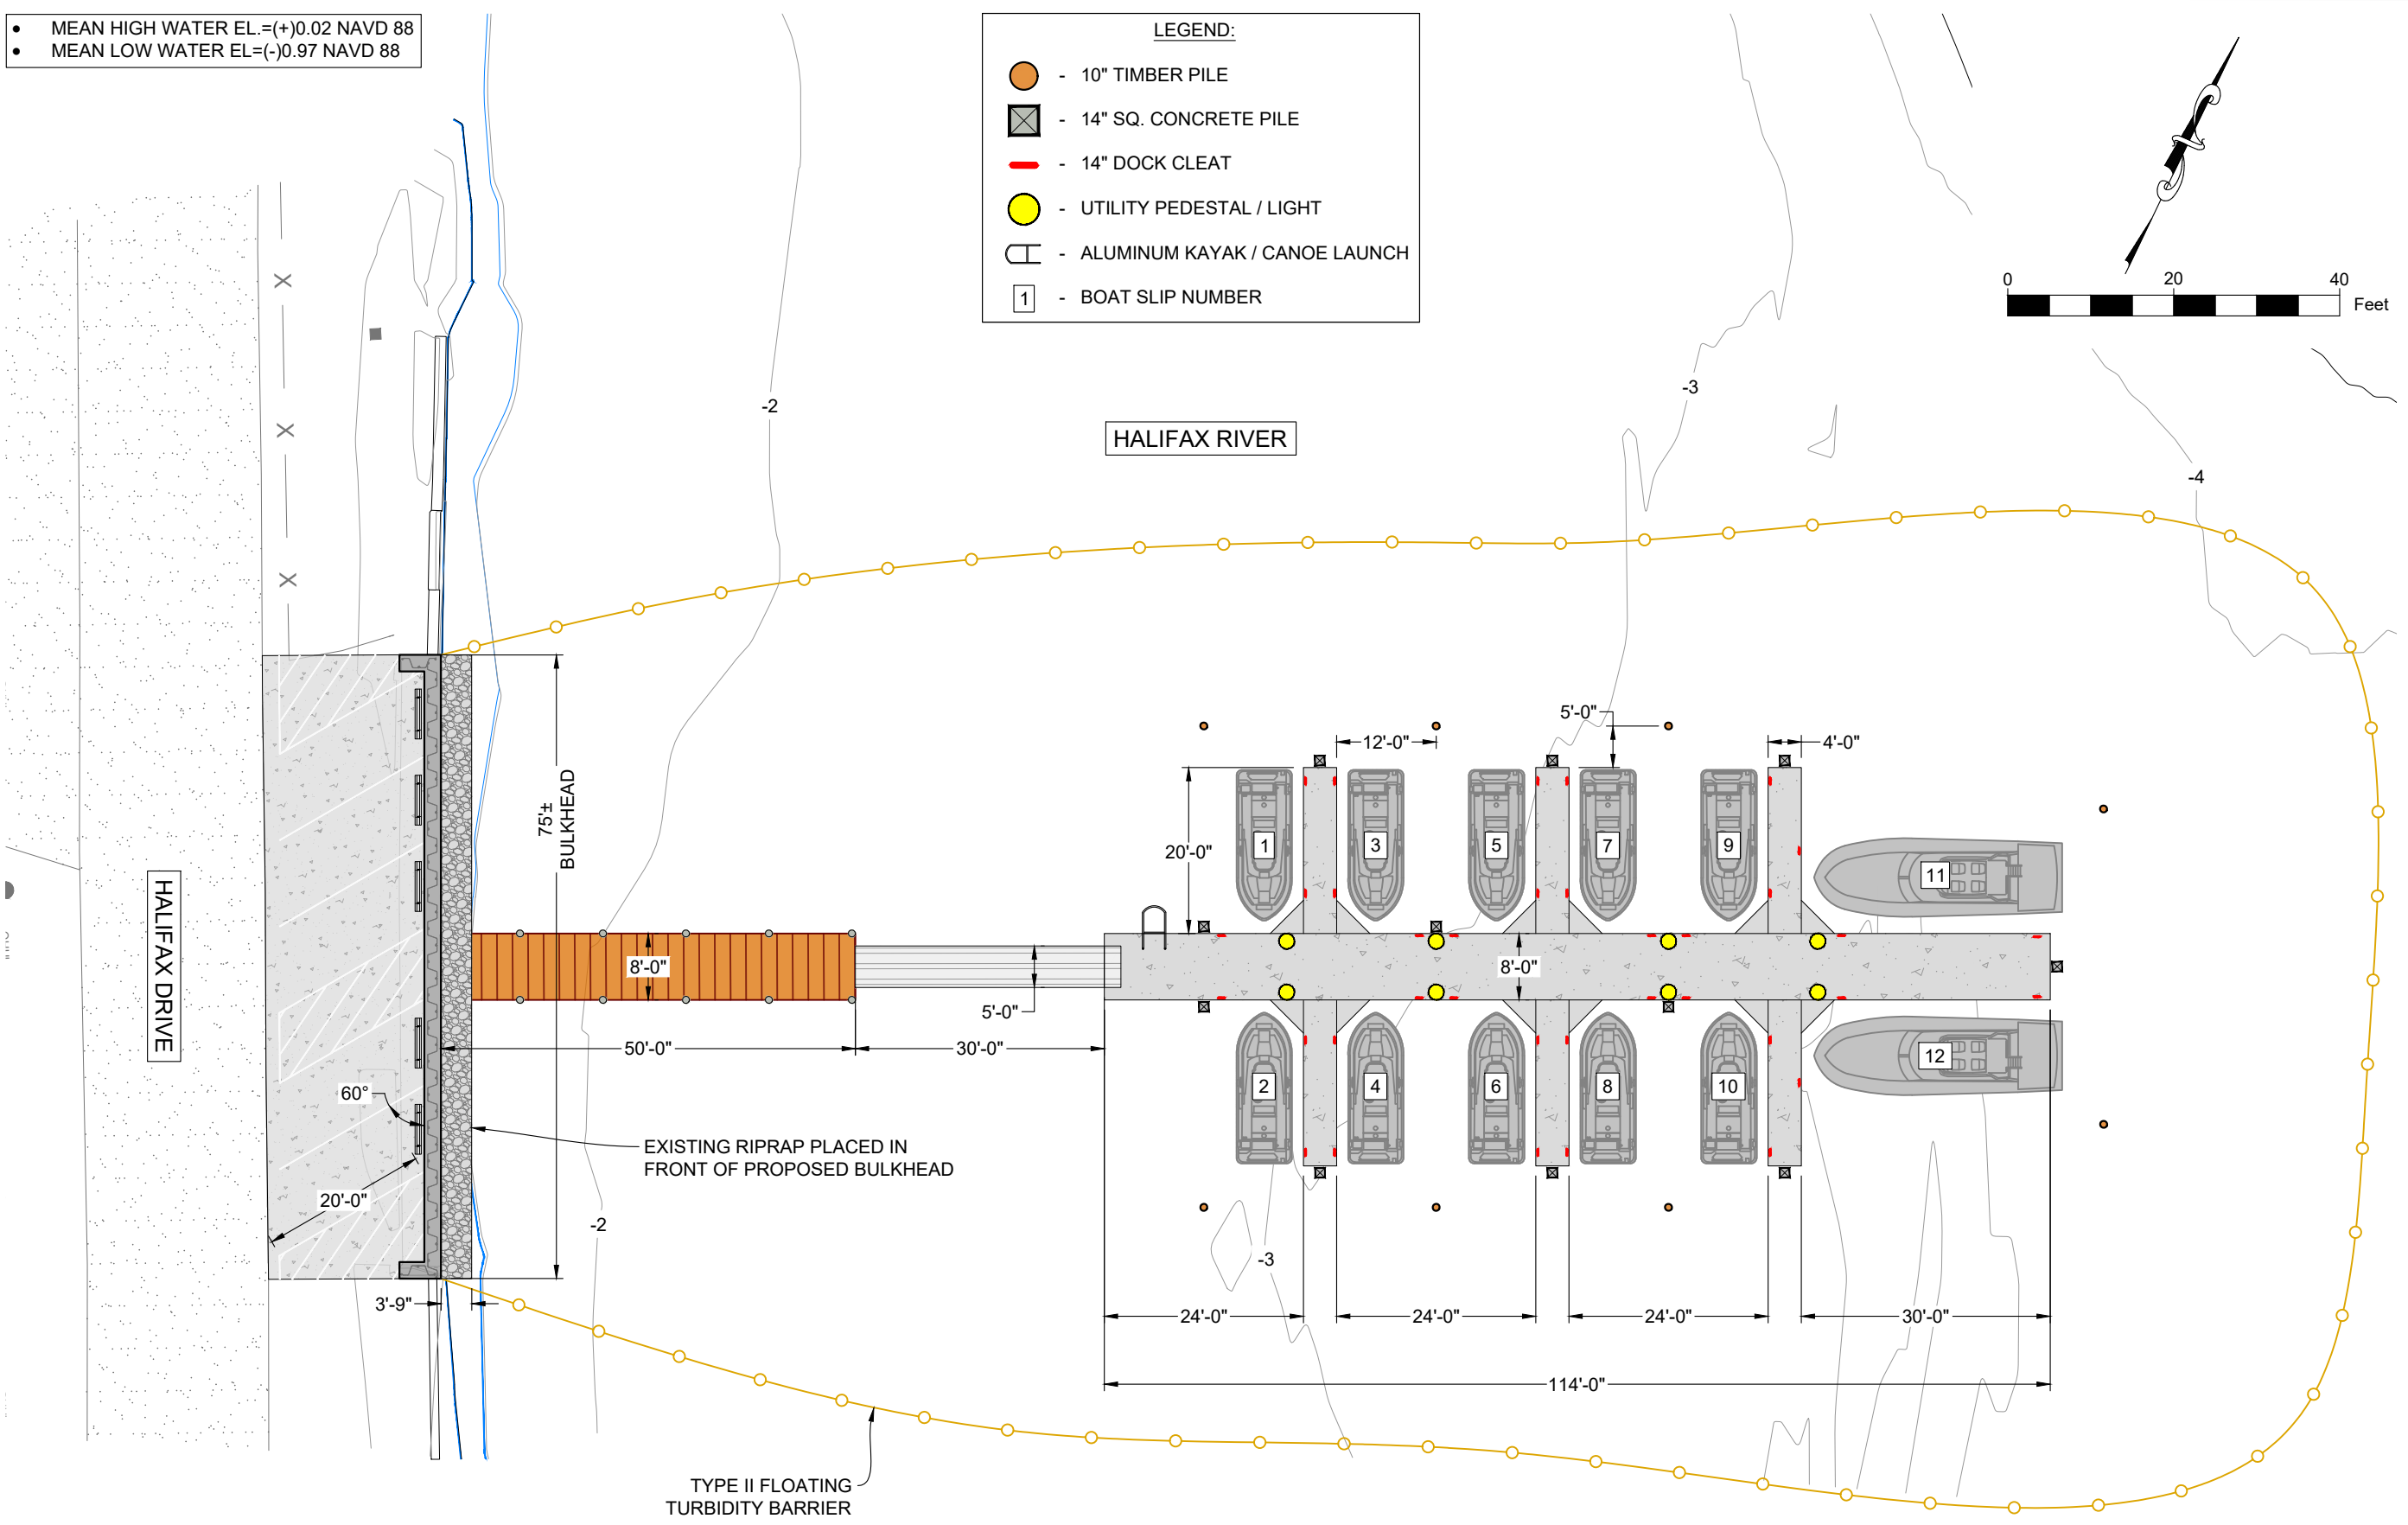 • MEAN HIGH WATER EL.=(+)0.02 NAVD 88
• MEAN LOW WATER EL=(-)0.97 NAVD 88
LEGEND:
- 10" TIMBER PILE
- 14" SQ. CONCRETE PILE
- 14" DOCK CLEAT
- UTILITY PEDESTAL / LIGHT
- ALUMINUM KAYAK / CANOE LAUNCH
1 - BOAT SLIP NUMBER
0 20 40
Feet
X
X
X
-2
-3
-4
HALIFAX RIVER
HALIFAX DRIVE
75'±
BULKHEAD
5'-0"
12'-0"
4'-0"
20'-0"
1
3
5
7
9
11
8'-0"
5'-0"
8'-0"
50'-0"
30'-0"
2
4
6
8
10
12
60°
EXISTING RIPRAP PLACED IN
FRONT OF PROPOSED BULKHEAD
20'-0"
-2
-3
3'-9"
24'-0"
24'-0"
24'-0"
30'-0"
114'-0"
TYPE II FLOATING
TURBIDITY BARRIER